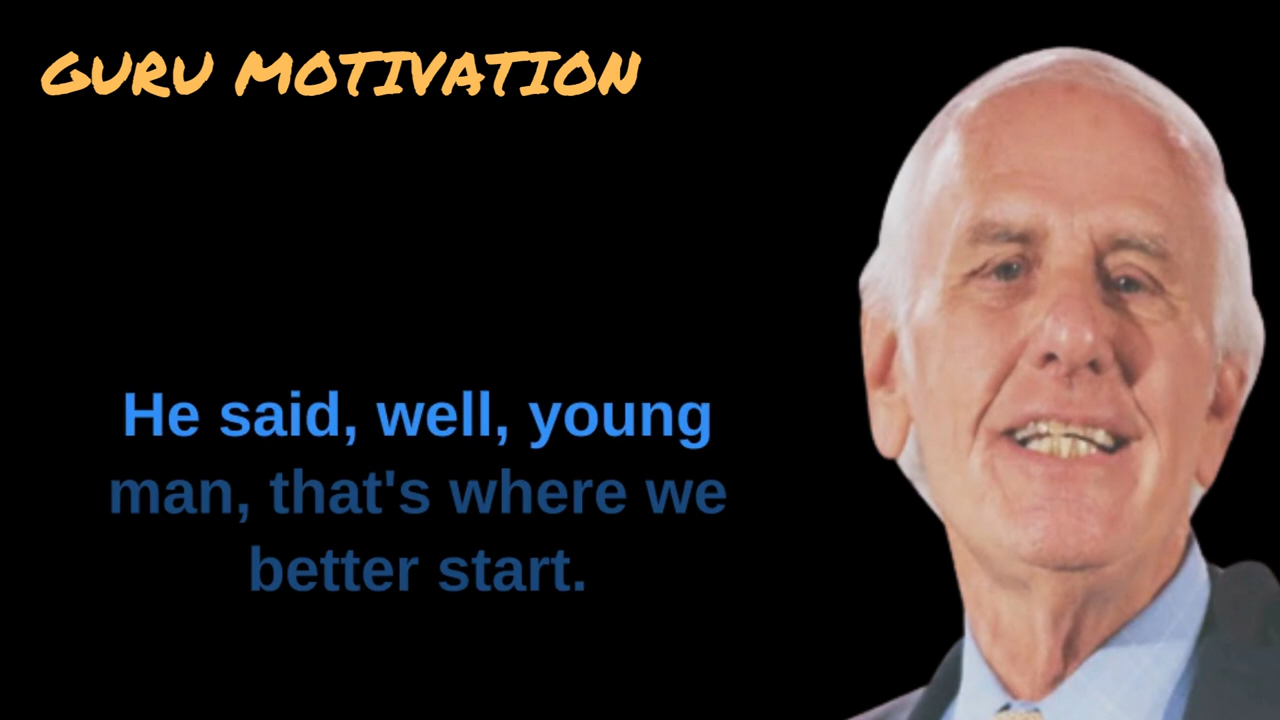 GURU MOTIVATION
He said, well, young
man, that's where we
better start.